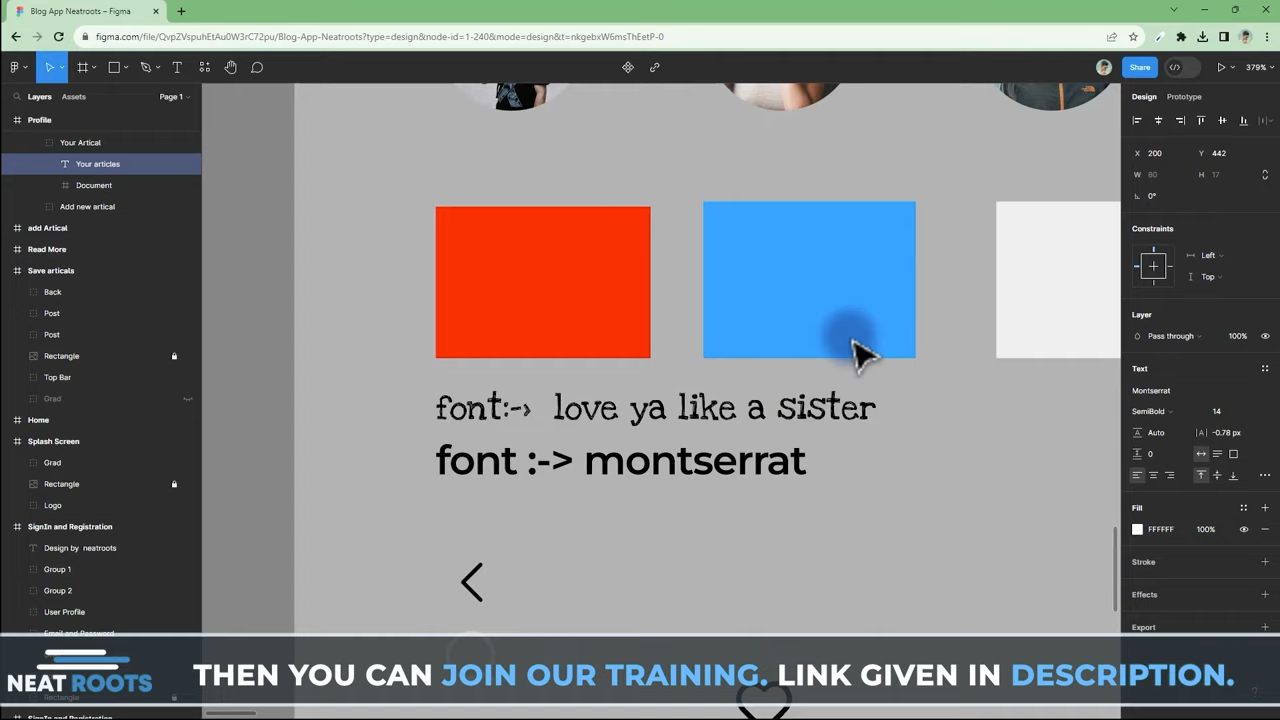 Blog App Neatroots – Figma
figma.com/file/QvpZVspuhEtAu0W3rC72pu/Blog-App-Neatroots?type=design&node-id=1-240&mode=design&t=nkgebxW6msThEetP-0
Share
379%
Layers
Assets
Page 1
Design
Prototype
Profile
Your Artical
Your articles
Document
Add new artical
add Artical
Read More
Save articals
Back
Post
Post
Rectangle
Top Bar
Grad
Home
Splash Screen
Grad
Rectangle
Logo
SignIn and Registration
Design by neatroots
Group 1
Group 2
User Profile
Email and Password
Rectangle
SignIn and Registration
font:-> love ya like a sister
font :-> montserrat
X 200 Y 442
W 80 H 17
0°
Constraints
Left
Top
Layer
Pass through 100%
Text
Montserrat
SemiBold 14
Auto -0.78 px
0
Fill
FFFFFF 100%
Stroke
Effects
Export
NEAT ROOTS
THEN YOU CAN JOIN OUR TRAINING. LINK GIVEN IN DESCRIPTION.